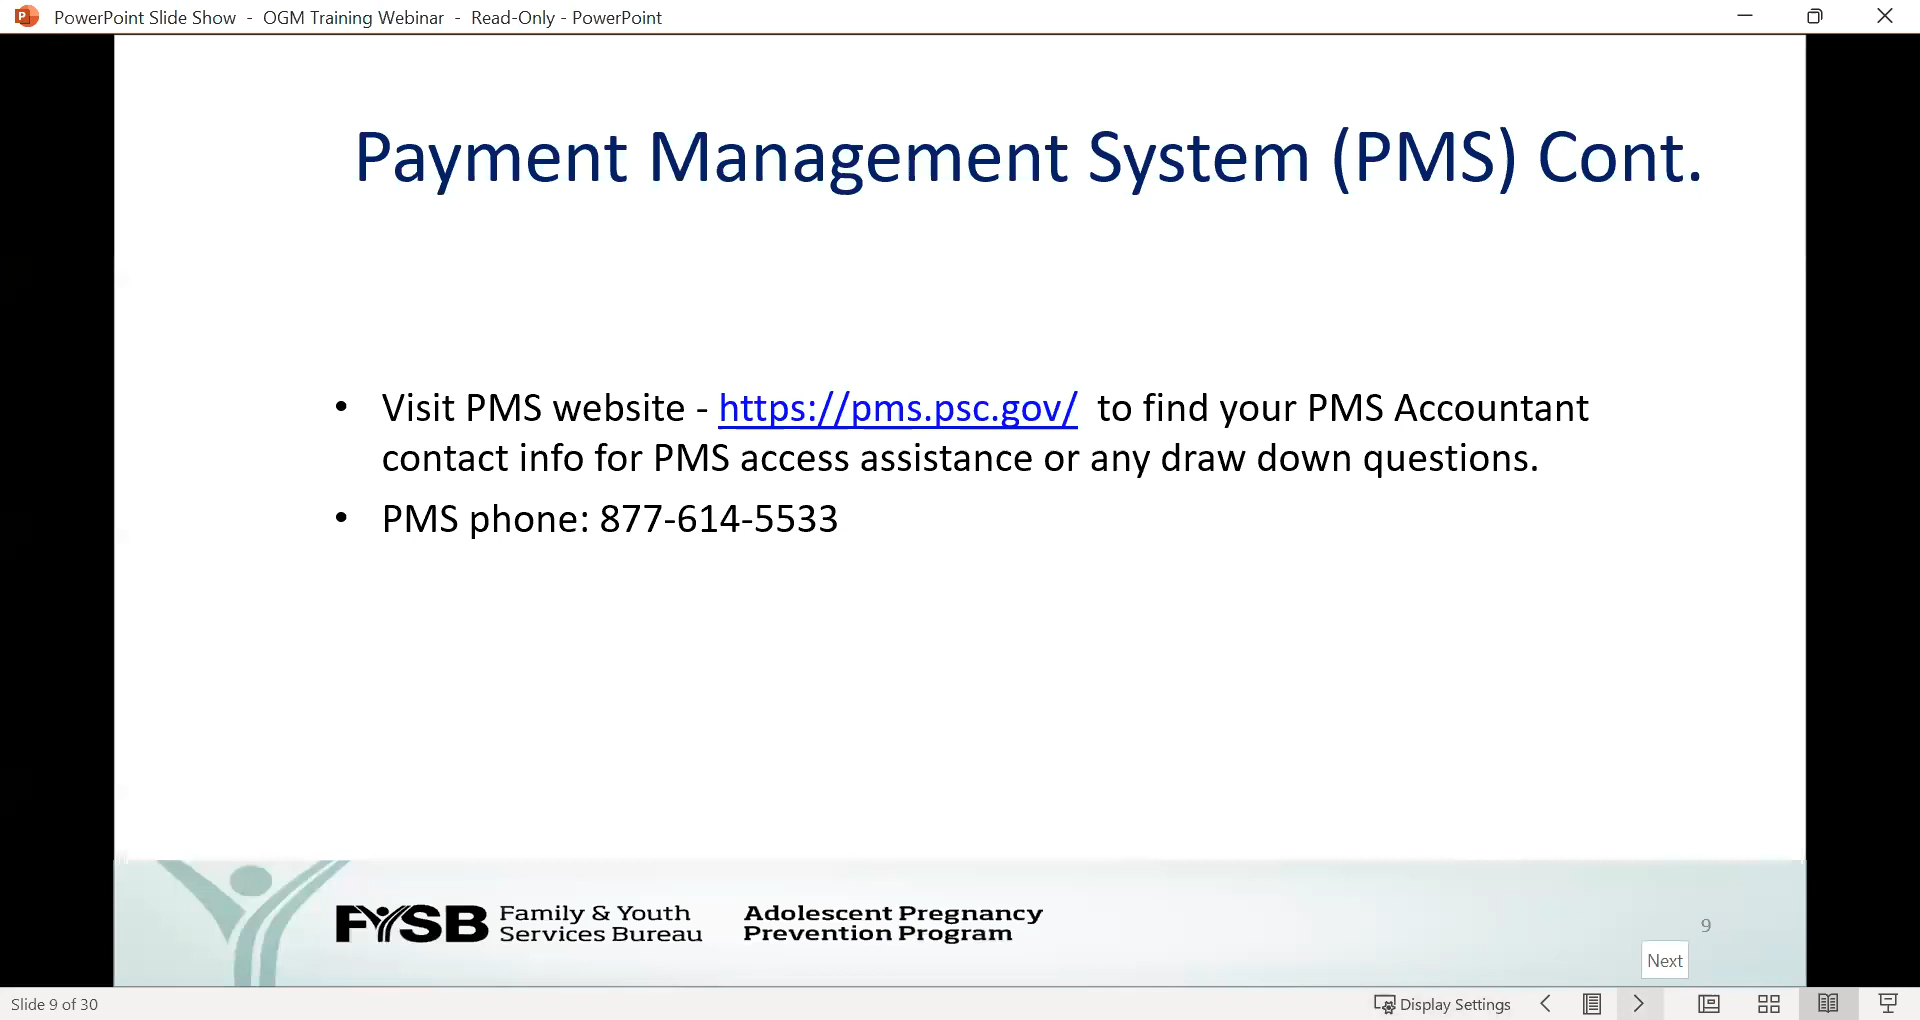 PowerPoint Slide Show - OGM Training Webinar - Read-Only - PowerPoint
Payment Management System (PMS) Cont.
• Visit PMS website - https://pms.psc.gov/ to find your PMS Accountant
contact info for PMS access assistance or any draw down questions.
• PMS phone: 877-614-5533
FYSB Family & Youth
Services Bureau
Adolescent Pregnancy
Prevention Program
9
Next
Slide 9 of 30
Display Settings